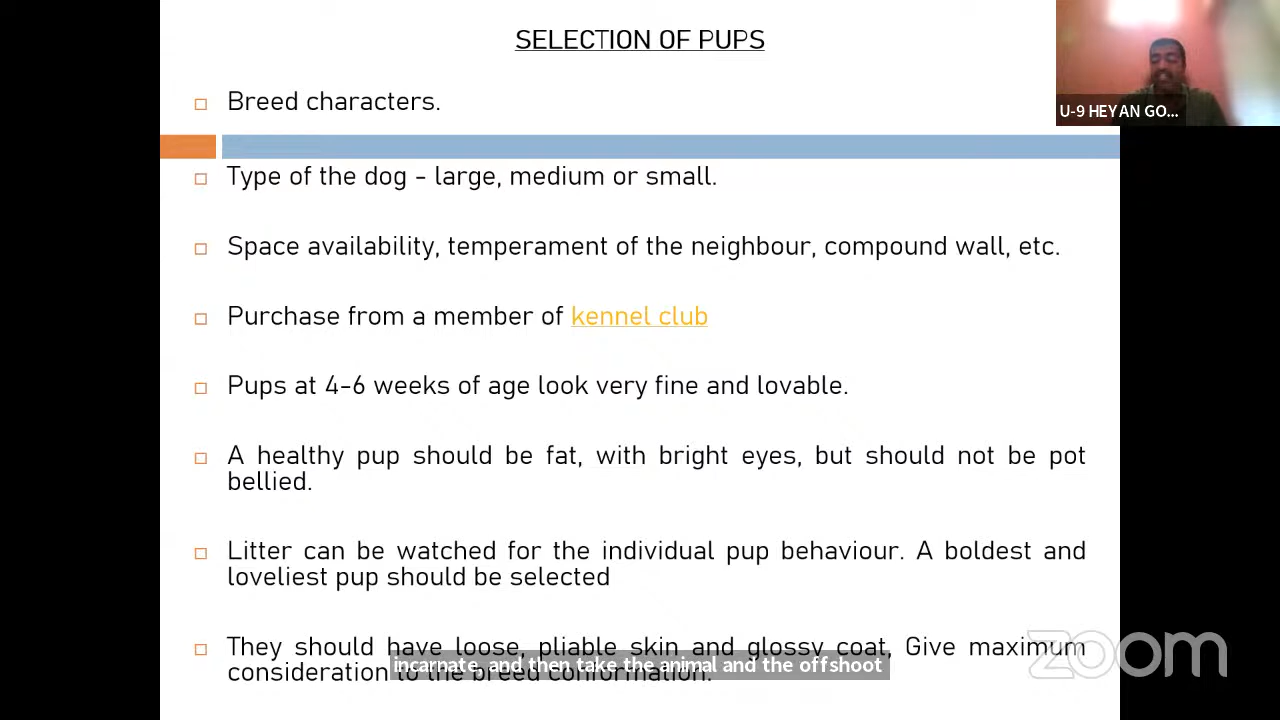 SELECTION OF PUPS
Breed characters.
U-9 HEYAN GO...
Type of the dog - large, medium or small.
Space availability, temperament of the neighbour, compound wall, etc.
Purchase from a member of kennel club
Pups at 4-6 weeks of age look very fine and lovable.
A healthy pup should be fat, with bright eyes, but should not be pot
bellied.
Litter can be watched for the individual pup behaviour. A boldest and
loveliest pup should be selected
They should have loose, pliable skin and glossy coat, Give maximum
consideration to the breed conformation.
incarnate, and then take the animal and the offshoot
zoom